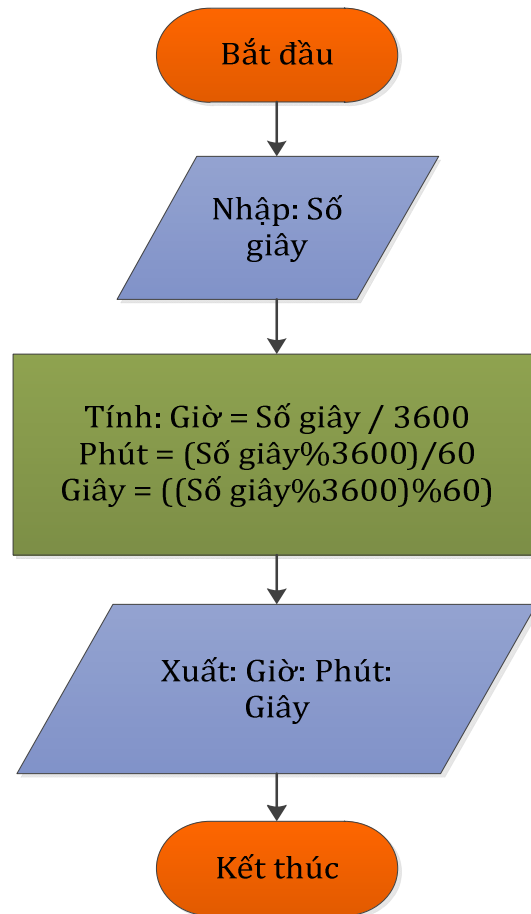 Bắt đầu
Nhập: Số
giây
Tính: Giờ = Số giây / 3600
Phút = (Số giây%3600)/60
Giây = ((Số giây%3600)%60)
Xuất: Giờ: Phút:
Giây
Kết thúc